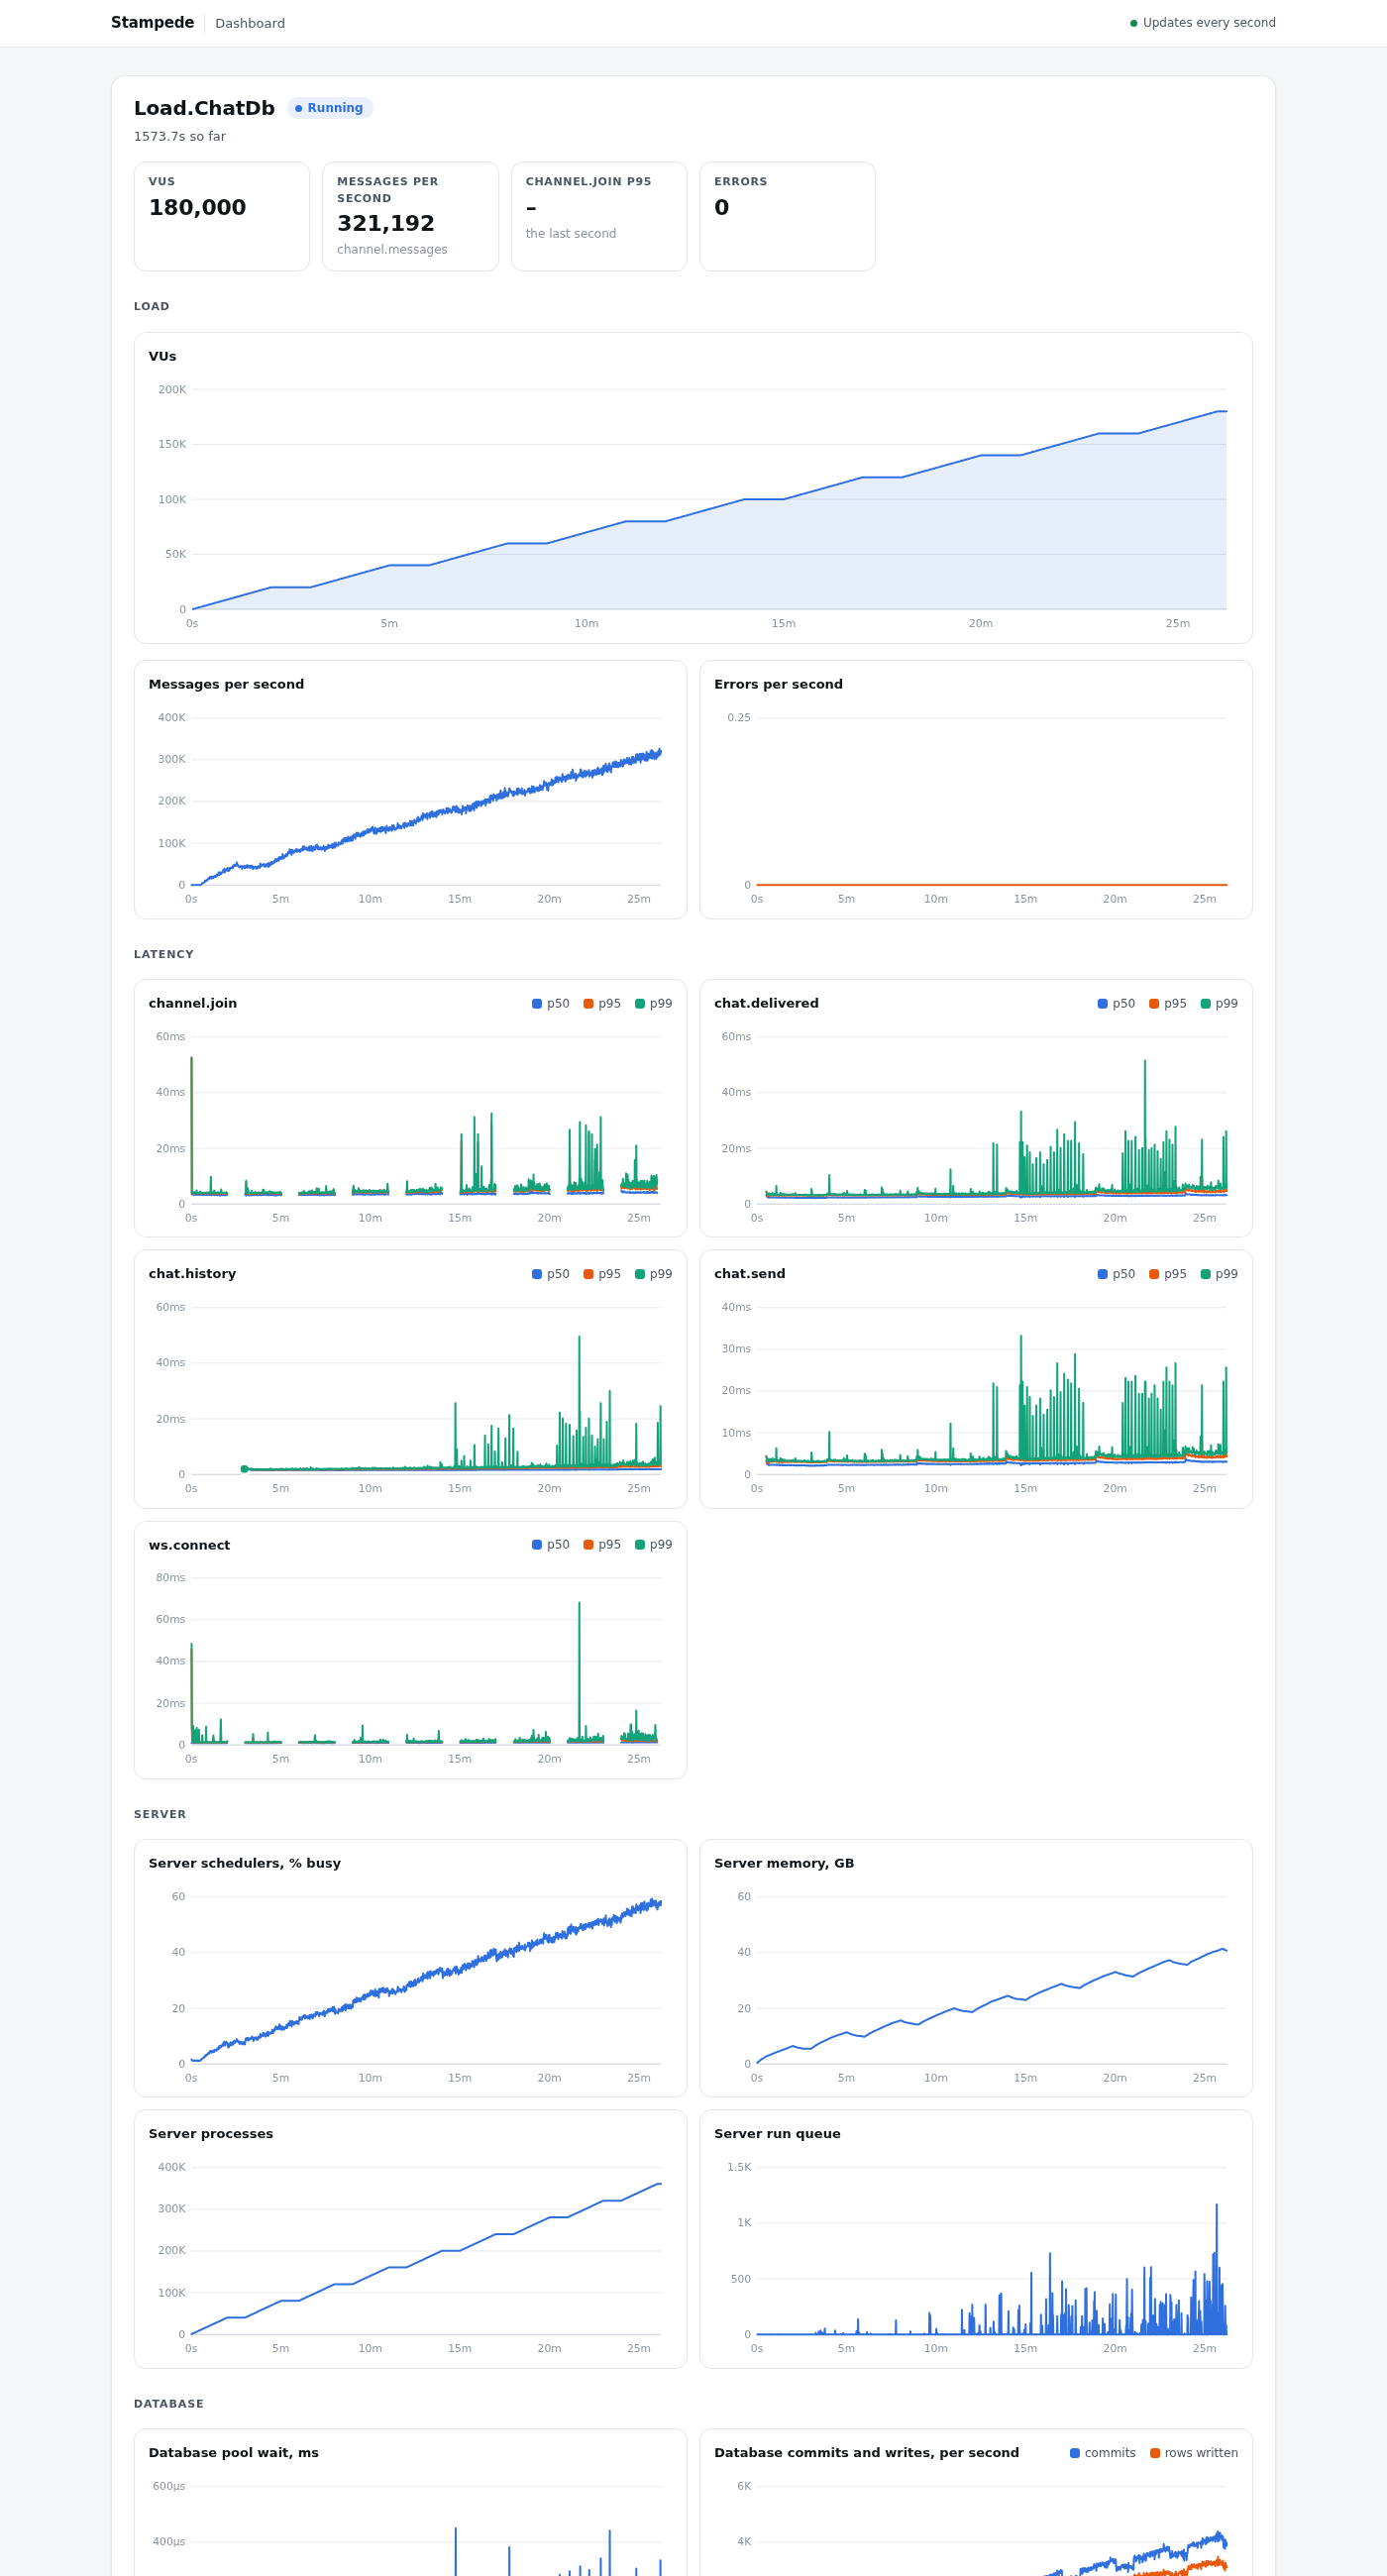 Stampede Dashboard Updates every second
Load.ChatDb Running
1573.7s so far
VUS
180,000
MESSAGES PER
SECOND
321,192
channel.messages
CHANNEL.JOIN P95
–
the last second
ERRORS
0
LOAD
VUs
200K
150K
100K
50K
0
0s 5m 10m 15m 20m 25m
Messages per second
400K
300K
200K
100K
0
0s 5m 10m 15m 20m 25m
Errors per second
0.25
0
0s 5m 10m 15m 20m 25m
LATENCY
channel.join p50 p95 p99
60ms
40ms
20ms
0
0s 5m 10m 15m 20m 25m
chat.delivered p50 p95 p99
60ms
40ms
20ms
0
0s 5m 10m 15m 20m 25m
chat.history p50 p95 p99
60ms
40ms
20ms
0
0s 5m 10m 15m 20m 25m
chat.send p50 p95 p99
40ms
30ms
20ms
10ms
0
0s 5m 10m 15m 20m 25m
ws.connect p50 p95 p99
80ms
60ms
40ms
20ms
0
0s 5m 10m 15m 20m 25m
SERVER
Server schedulers, % busy
60
40
20
0
0s 5m 10m 15m 20m 25m
Server memory, GB
60
40
20
0
0s 5m 10m 15m 20m 25m
Server processes
400K
300K
200K
100K
0
0s 5m 10m 15m 20m 25m
Server run queue
1.5K
1K
500
0
0s 5m 10m 15m 20m 25m
DATABASE
Database pool wait, ms
600µs
400µs
Database commits and writes, per second commits rows written
6K
4K